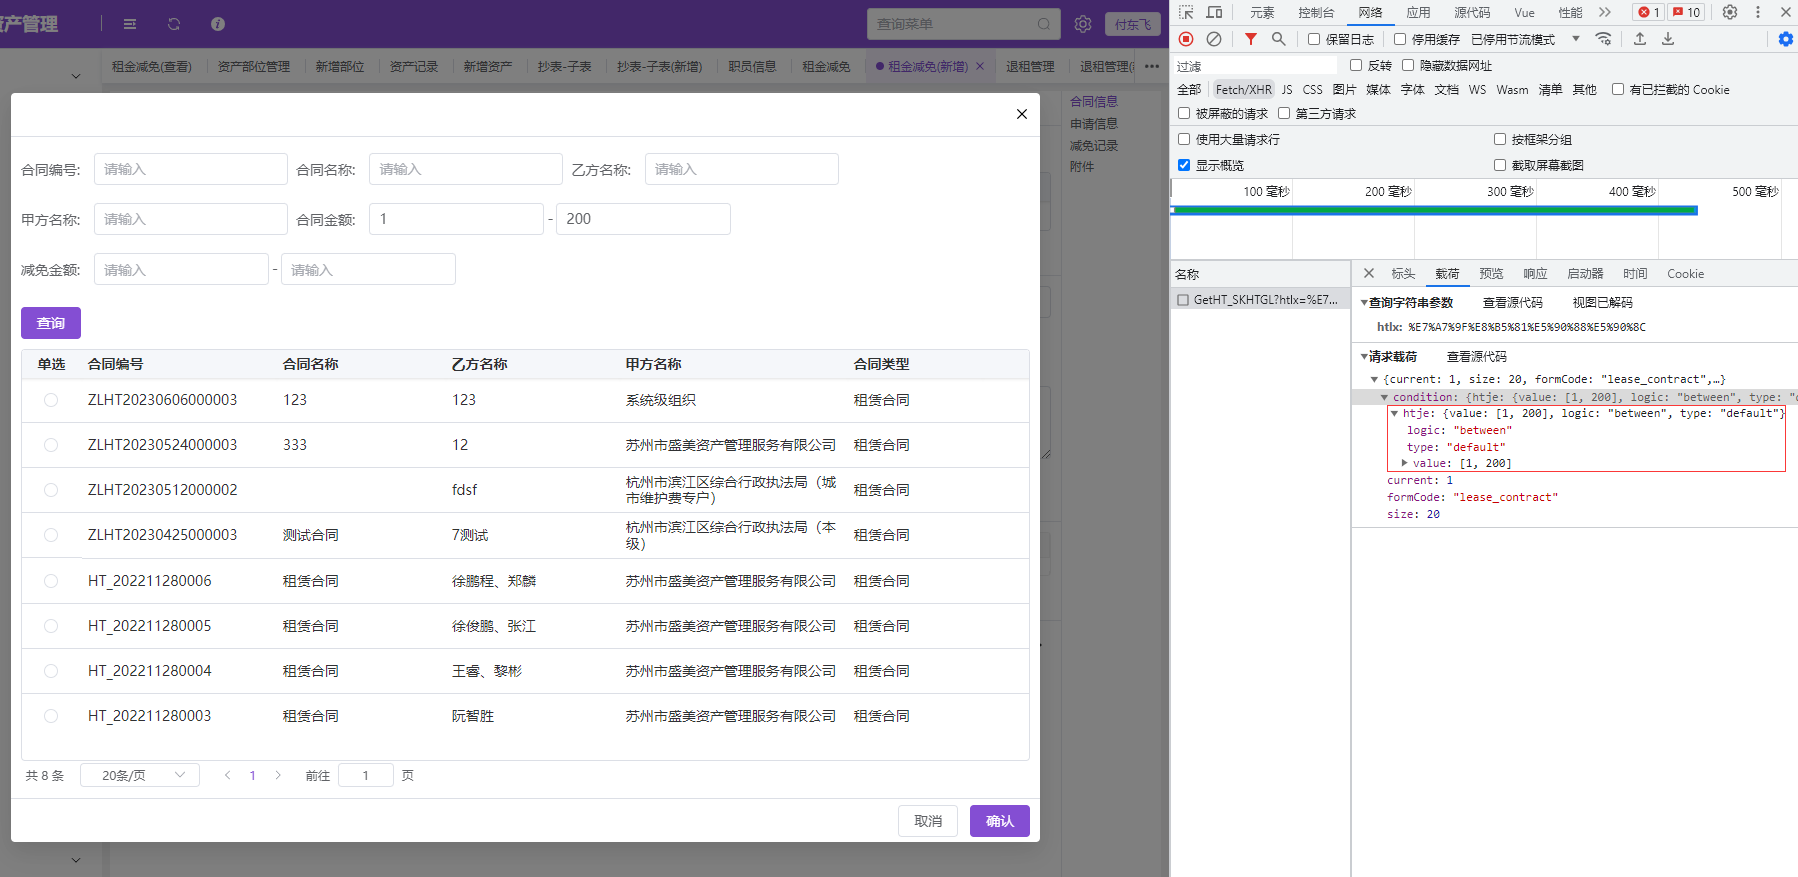 资产管理
查询菜单
付东飞
租金减免(查看) 资产部位管理 新增部位 资产记录 新增资产 抄表-子表 抄表-子表(新增) 职员信息 租金减免 租金减免(新增) 退租管理
合同信息
申请信息
减免记录
附件
合同编号: 请输入 合同名称: 请输入 乙方名称: 请输入
甲方名称: 请输入 合同金额: 1 - 200
减免金额: 请输入 - 请输入
查询
单选 合同编号 合同名称 乙方名称 甲方名称 合同类型
ZLHT20230606000003 123 123 系统级组织 租赁合同
ZLHT20230524000003 333 12 苏州市盛美资产管理服务有限公司 租赁合同
ZLHT20230512000002 fdsf 杭州市滨江区综合行政执法局（城市维护费专户） 租赁合同
ZLHT20230425000003 测试合同 7测试 杭州市滨江区综合行政执法局（本级） 租赁合同
HT_202211280006 租赁合同 徐鹏程、郑麟 苏州市盛美资产管理服务有限公司 租赁合同
HT_202211280005 租赁合同 徐俊鹏、张江 苏州市盛美资产管理服务有限公司 租赁合同
HT_202211280004 租赁合同 王睿、黎彬 苏州市盛美资产管理服务有限公司 租赁合同
HT_202211280003 租赁合同 阮智胜 苏州市盛美资产管理服务有限公司 租赁合同
共 8 条 20条/页 1 前往 1 页
取消 确认
元素 控制台 网络 应用 源代码 Vue 性能 1 10
保留日志 停用缓存 已停用节流模式
过滤 反转 隐藏数据网址
全部 Fetch/XHR JS CSS 图片 媒体 字体 文档 WS Wasm 清单 其他 有已拦截的 Cookie
被屏蔽的请求 第三方请求
使用大量请求行 按框架分组
显示概览 截取屏幕截图
100 毫秒 200 毫秒 300 毫秒 400 毫秒 500 毫秒
名称
GetHT_SKHTGL?htlx=%E7...
标头 载荷 预览 响应 启动器 时间 Cookie
查询字符串参数 查看源代码 视图已解码
htlx: %E7%A7%9F%E8%B5%81%E5%90%88%E5%90%8C
请求载荷 查看源代码
{current: 1, size: 20, formCode: "lease_contract",…}
condition: {htje: {value: [1, 200], logic: "between", type: "
htje: {value: [1, 200], logic: "between", type: "default"}
logic: "between"
type: "default"
value: [1, 200]
current: 1
formCode: "lease_contract"
size: 20